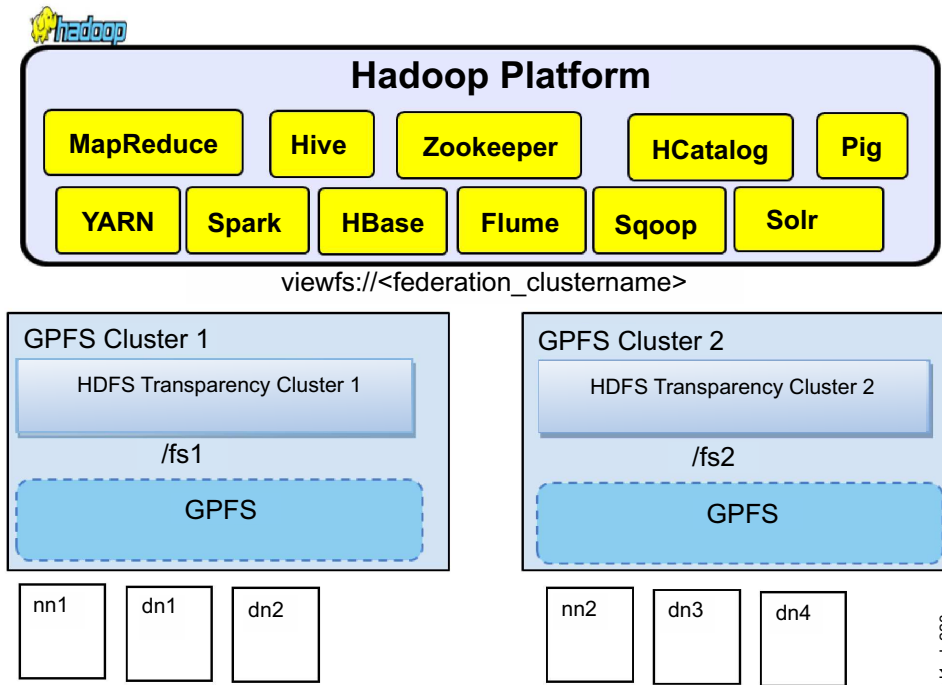 hadoop
Hadoop Platform
MapReduce Hive Zookeeper HCatalog Pig
YARN Spark HBase Flume Sqoop Solr
viewfs://<federation_clustername>
GPFS Cluster 1
HDFS Transparency Cluster 1
/fs1
GPFS
nn1 dn1 dn2
GPFS Cluster 2
HDFS Transparency Cluster 2
/fs2
GPFS
nn2 dn3 dn4